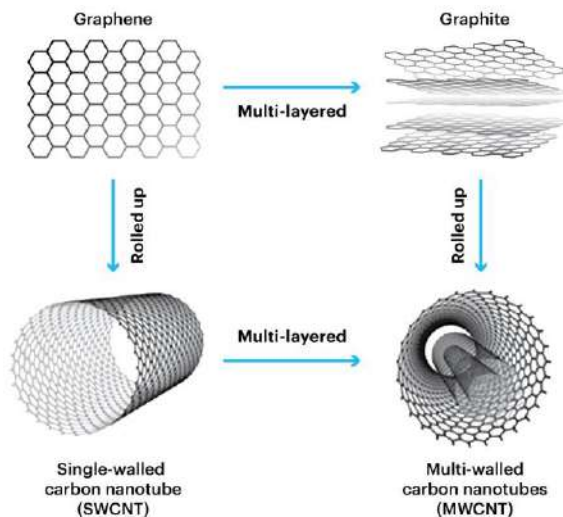 Graphene
Graphite
Multi-layered
Rolled up
Rolled up
Multi-layered
Single-walled
carbon nanotube
(SWCNT)
Multi-walled
carbon nanotubes
(MWCNT)